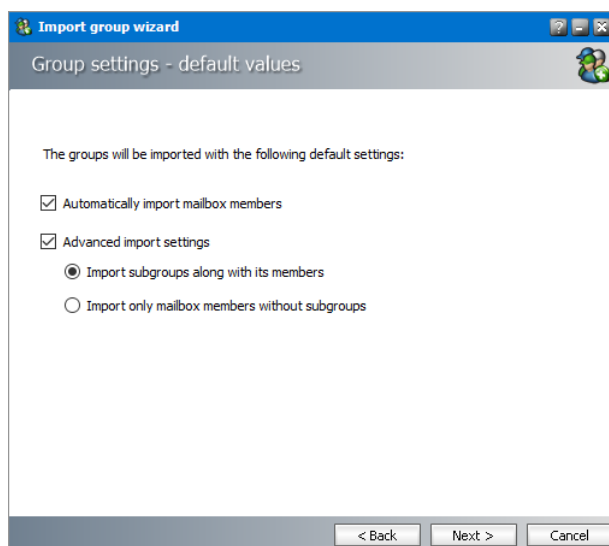 Import group wizard
Group settings - default values
The groups will be imported with the following default settings:
Automatically import mailbox members
Advanced import settings
Import subgroups along with its members
Import only mailbox members without subgroups
< Back Next > Cancel